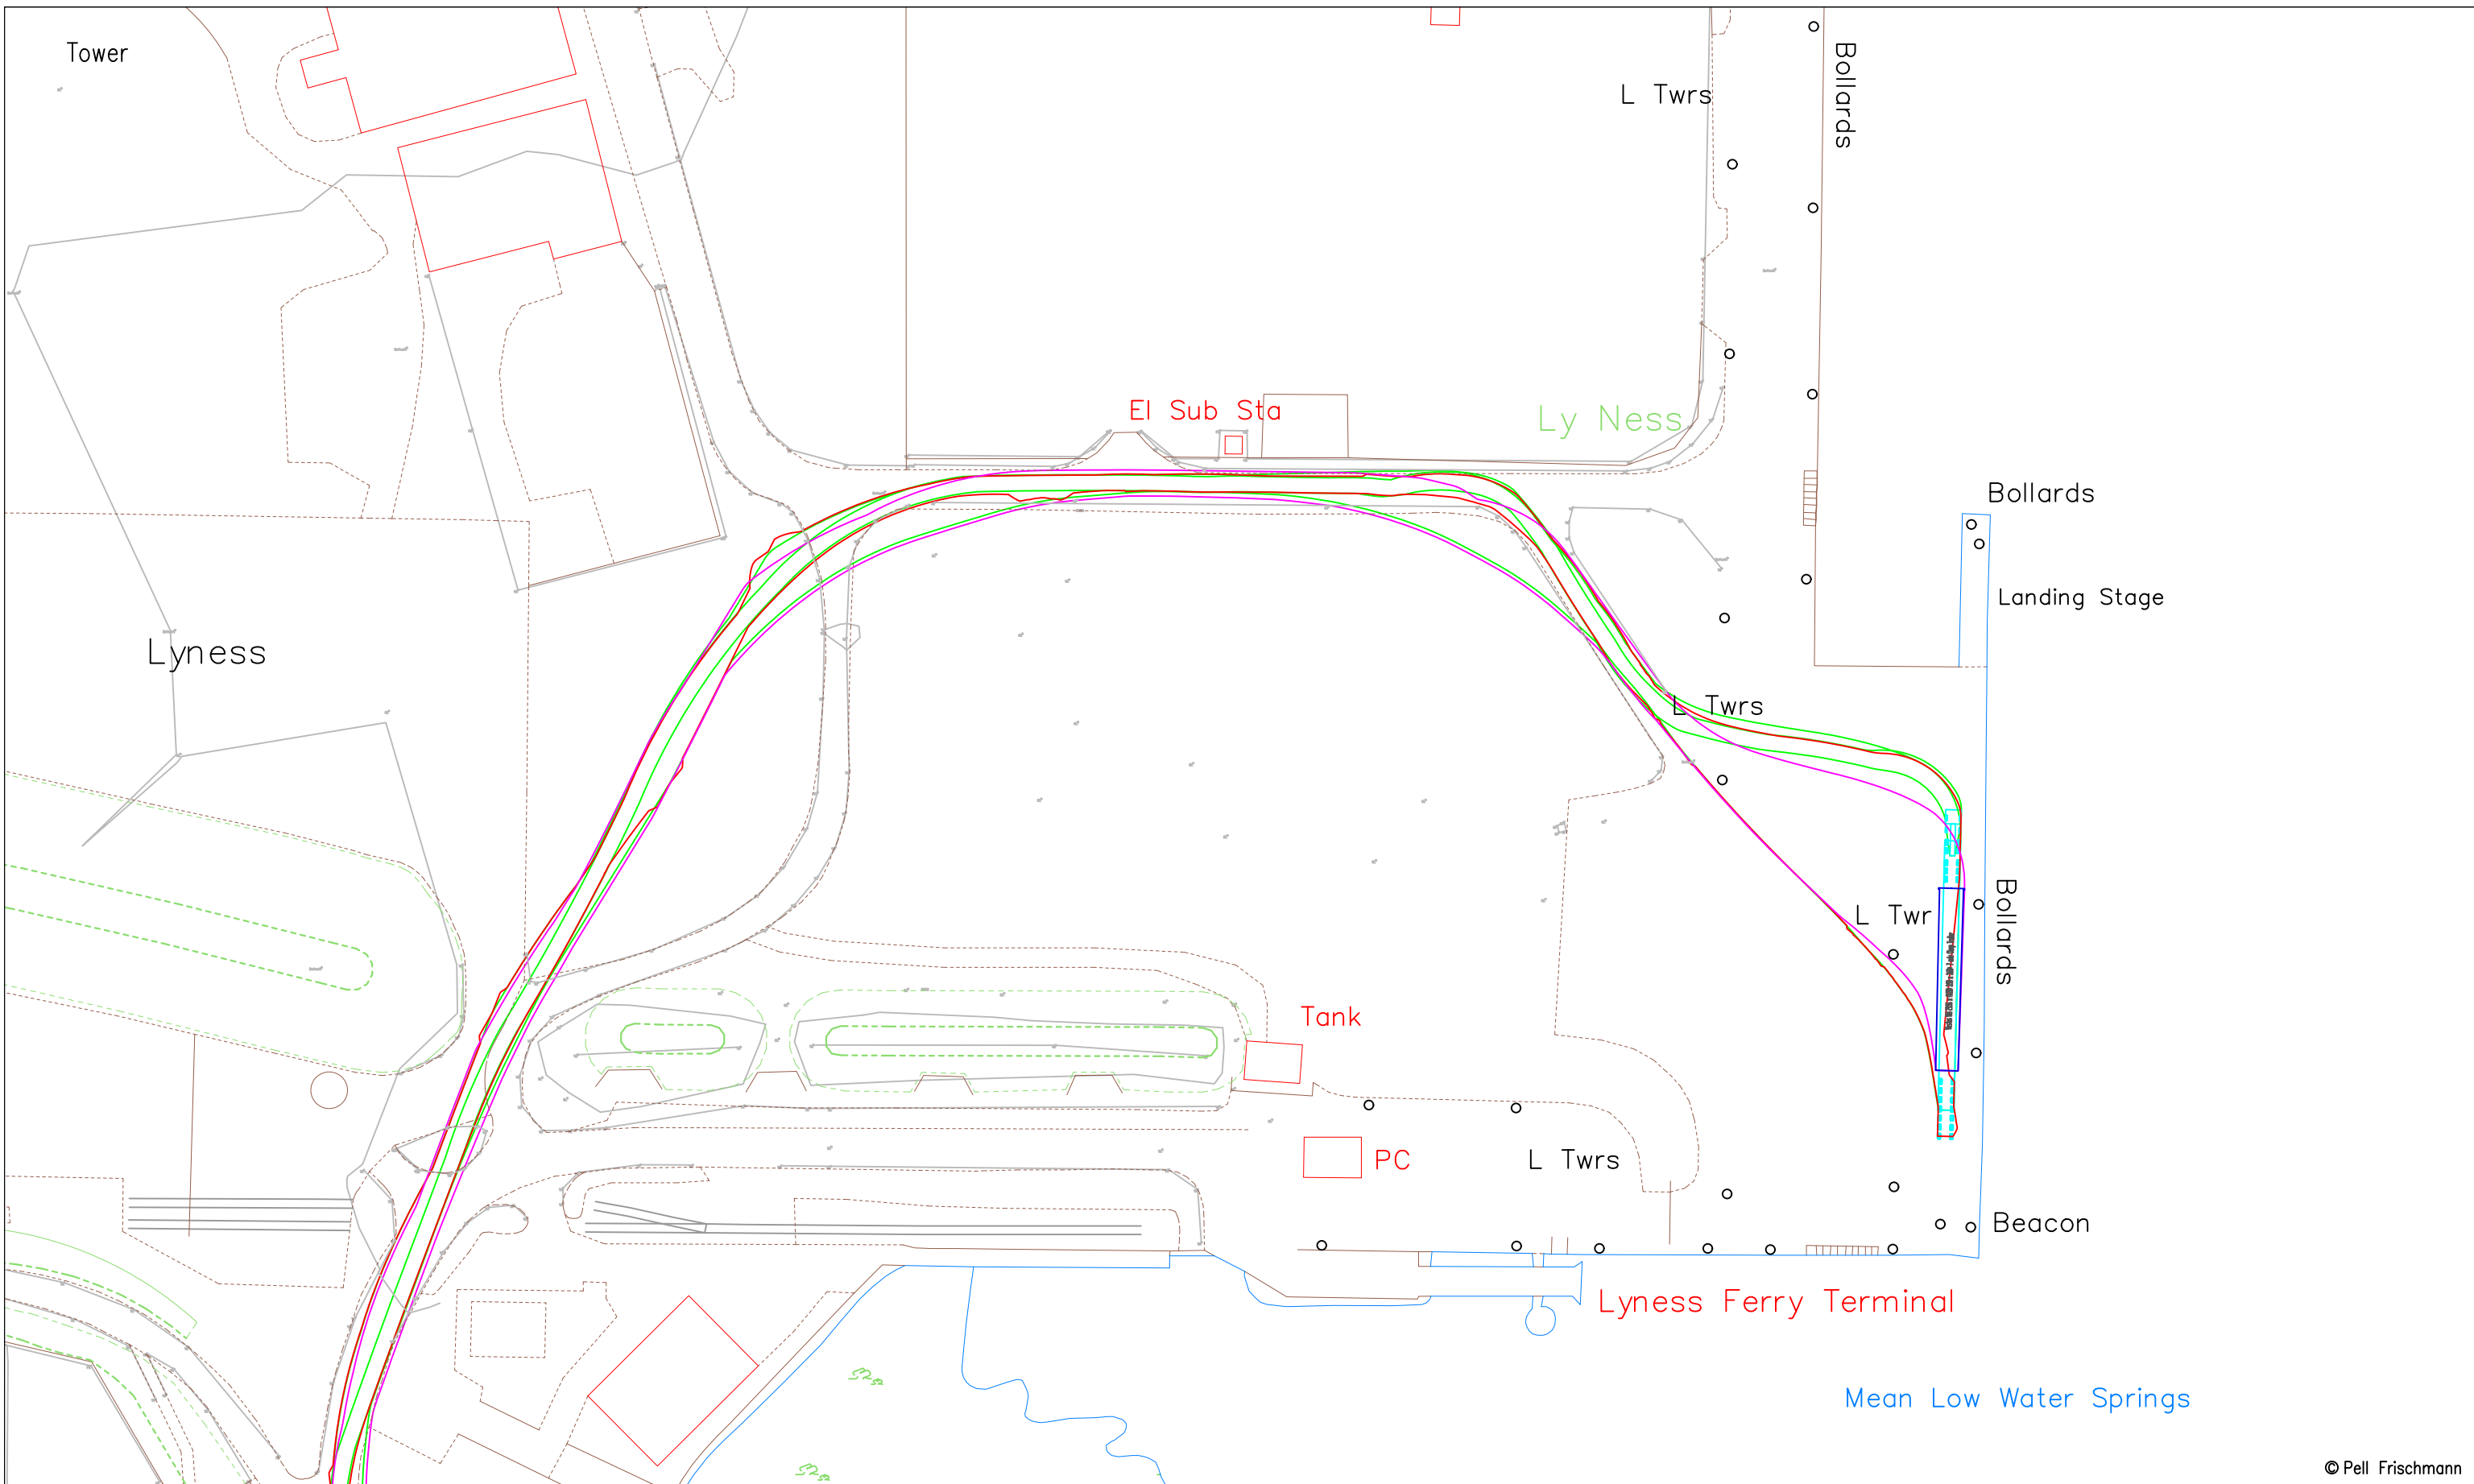 Tower
L Twrs
Bollards
El Sub Sta
Ly Ness
Bollards
Landing Stage
Lyness
L Twrs
Bollards
L Twr
Tank
PC
L Twrs
Beacon
Lyness Ferry Terminal
Mean Low Water Springs
© Pell Frischmann